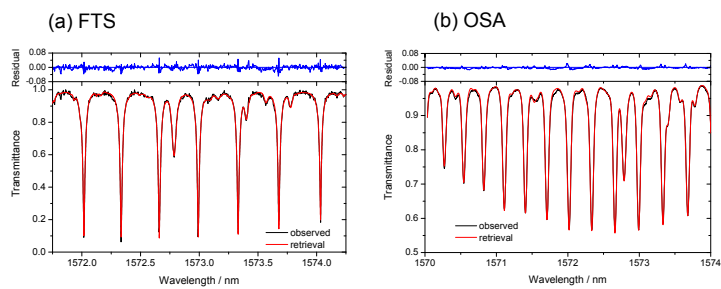 (a) FTS
Residual
0.08
0.00
-0.08
Transmittance
1.0
0.8
0.6
0.4
0.2
0.0
observed
retrieval
1572.0
1572.5
1573.0
1573.5
1574.0
Wavelength / nm
(b) OSA
Residual
0.08
0.00
-0.08
Transmittance
0.9
0.8
0.7
0.6
0.5
observed
retrieval
1570
1571
1572
1573
1574
Wavelength / nm